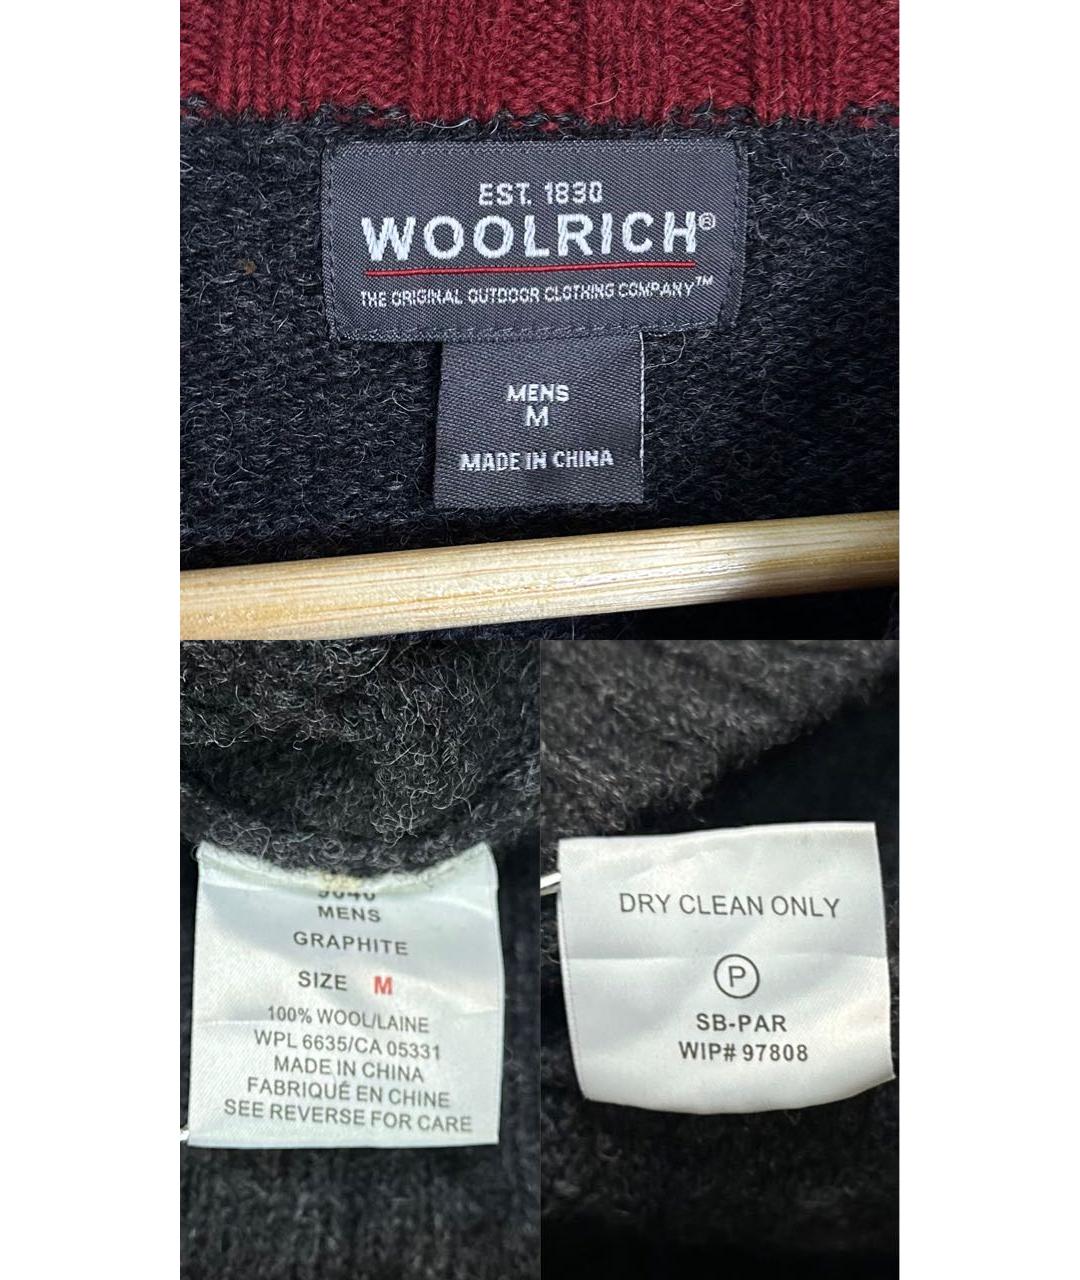 EST. 1830
WOOLRICH®
THE ORIGINAL OUTDOOR CLOTHING COMPANY™
MENS
M
MADE IN CHINA
MENS
GRAPHITE
SIZE M
100% WOOL/LAINE
WPL 6635/CA 05331
MADE IN CHINA
FABRIQUÉ EN CHINE
SEE REVERSE FOR CARE
DRY CLEAN ONLY
P
SB-PAR
WIP# 97808